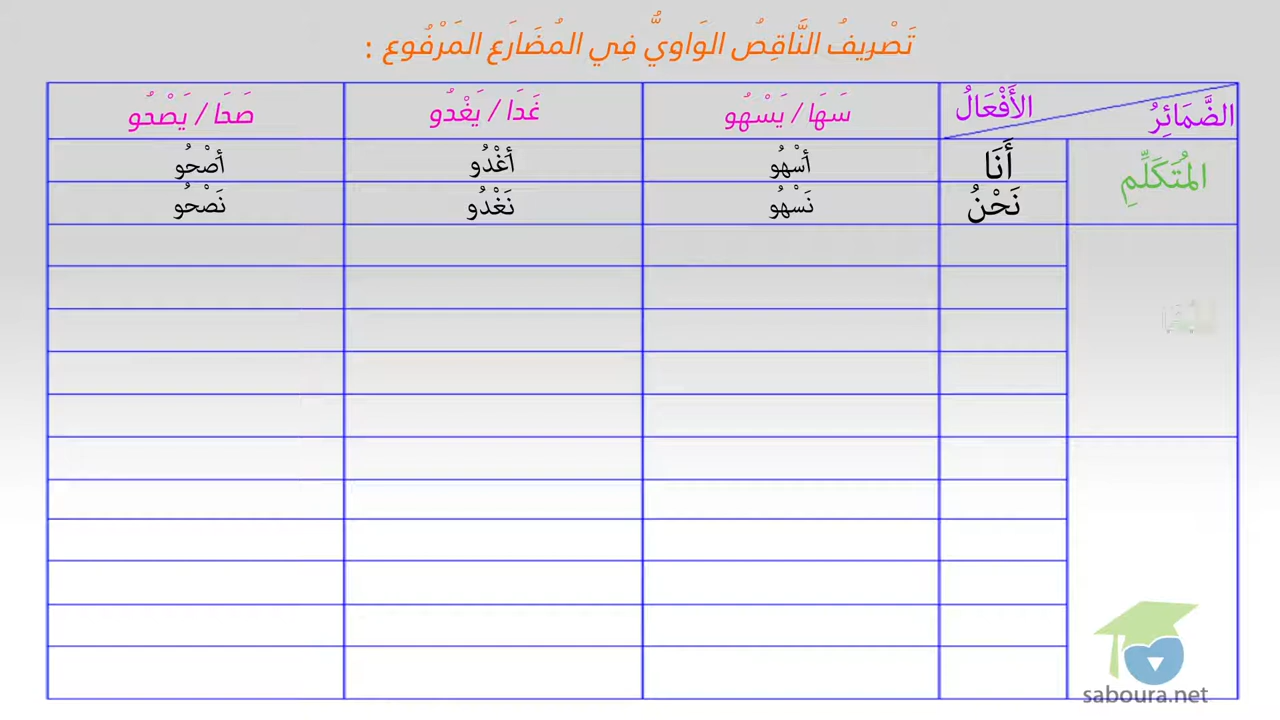 تَصْرِيفُ النَّاقِصُ الوَاوِيُّ فِي المُضَارَع المَرْفُوع :
الضَّمَائِرُ / الأَفْعَالُ سَهَا / يَسْهُو غَدَا / يَغْدُو صَحَا / يَصْحُو
المُتَكَلِّمِ أَنَا أَسْهُو أَغْدُو أَصْحُو
نَحْنُ نَسْهُو نَغْدُو نَصْحُو
saboura.net